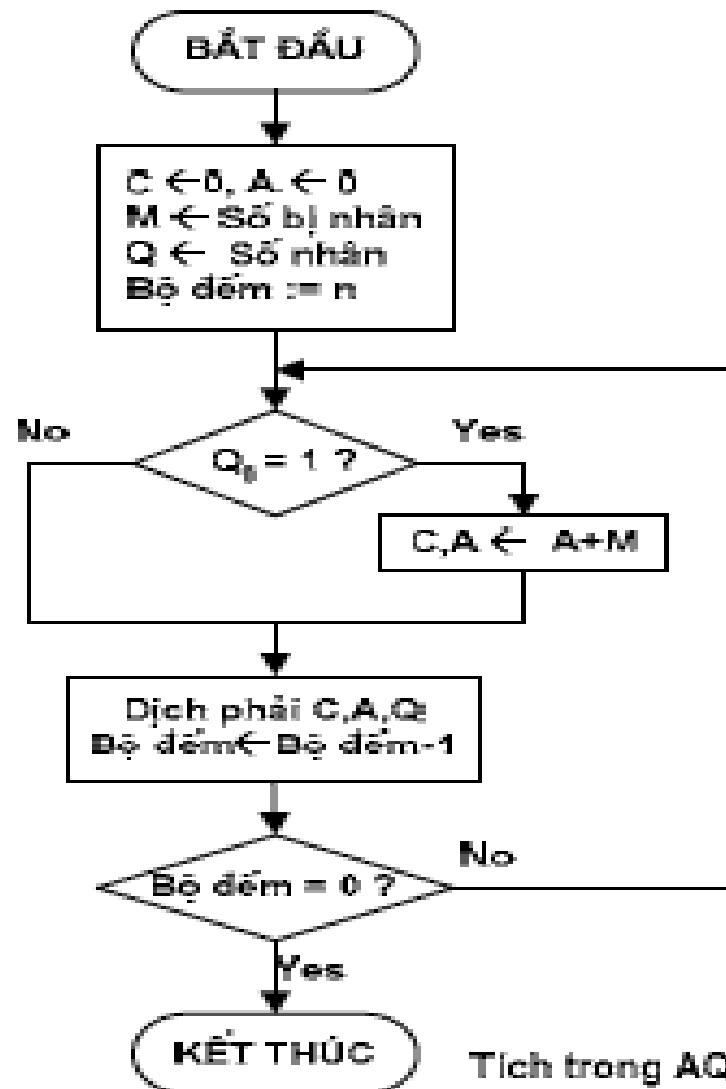 BẮT ĐẦU
C ← 0, A ← 0
M ← Số bị nhân
Q ← Số nhân
Bộ đếm := n
No
Yes
Q₀ = 1 ?
C,A ← A+M
Dịch phải C,A,Q:
Bộ đếm ← Bộ đếm-1
No
Bộ đếm = 0 ?
Yes
KẾT THÚC
Tích trong AQ